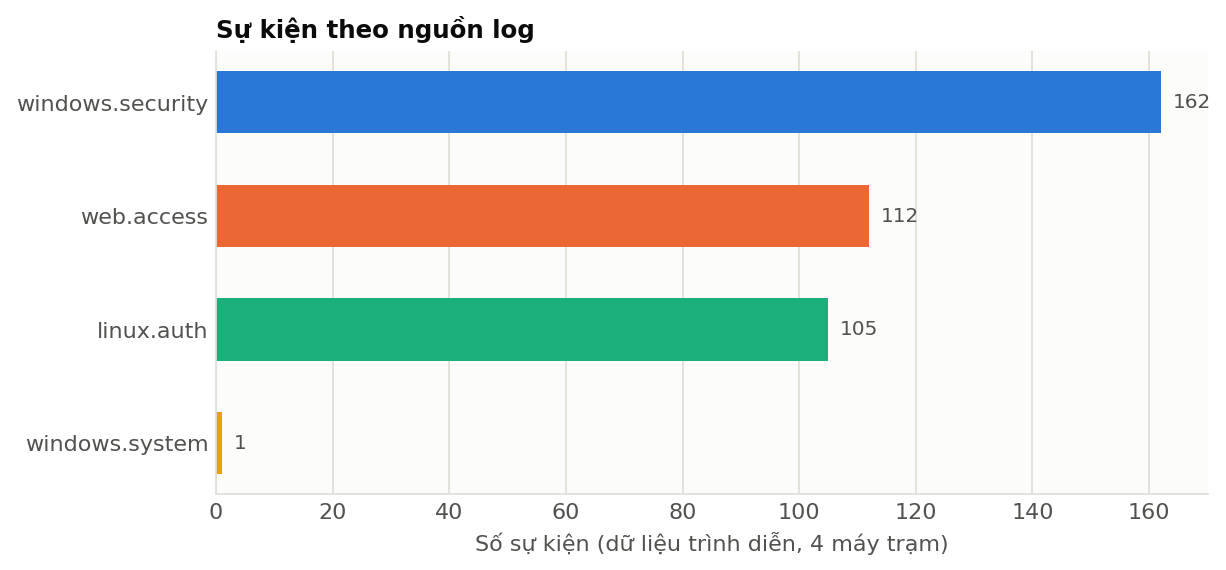 Sự kiện theo nguồn log
windows.security 162
web.access 112
linux.auth 105
windows.system 1
0 20 40 60 80 100 120 140 160
Số sự kiện (dữ liệu trình diễn, 4 máy trạm)